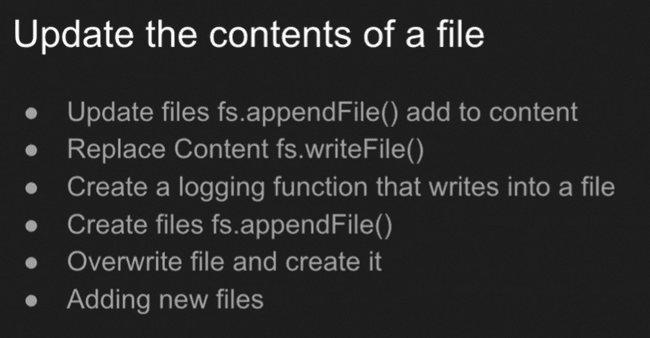 Update the contents of a file
● Update files fs.appendFile() add to content
● Replace Content fs.writeFile()
● Create a logging function that writes into a file
● Create files fs.appendFile()
● Overwrite file and create it
● Adding new files